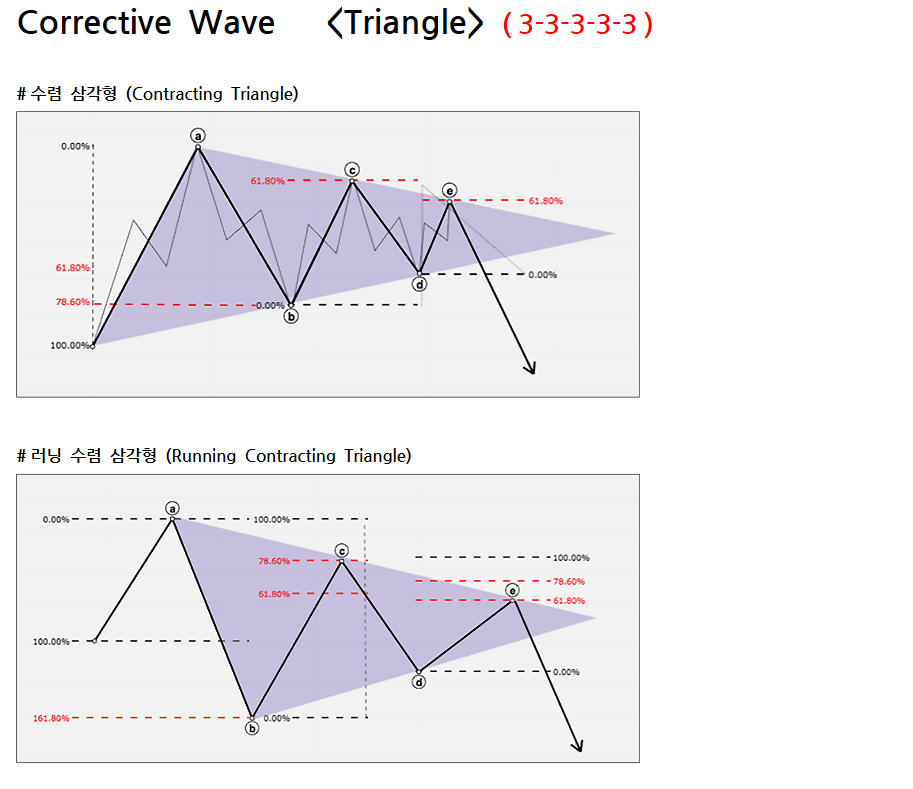 Corrective Wave 〈Triangle〉 (3-3-3-3-3)
# 수렴 삼각형 (Contracting Triangle)
0.00%
a
61.80%
c
e
61.80%
61.80%
0.00%
78.60%
0.00%
d
b
100.00%
# 러닝 수렴 삼각형 (Running Contracting Triangle)
a
0.00%
100.00%
c
78.60%
100.00%
78.60%
61.80%
e
61.80%
100.00%
0.00%
d
161.80%
0.00%
b